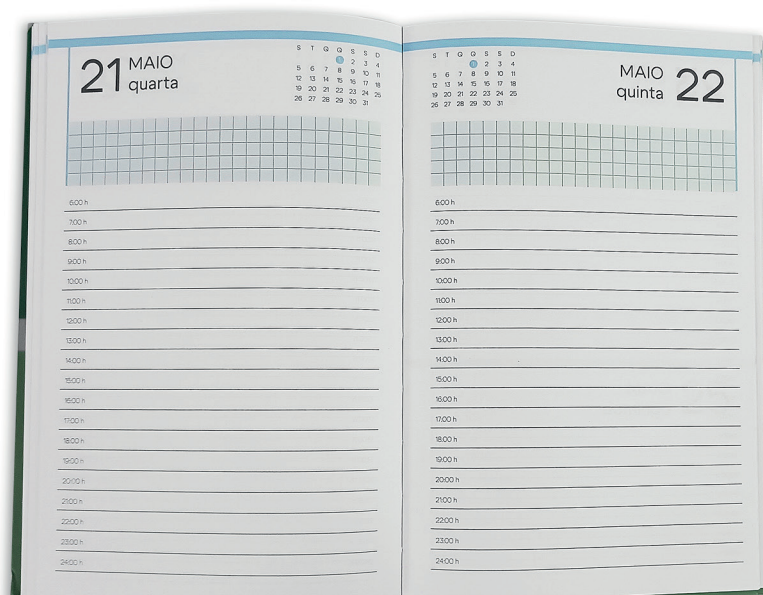 21 MAIO
quarta
S T Q Q S S D
1 2 3 4
5 6 7 8 9 10 11
12 13 14 15 16 17 18
19 20 21 22 23 24 25
26 27 28 29 30 31
6:00 h
7:00 h
8:00 h
9:00 h
10:00 h
11:00 h
12:00 h
13:00 h
14:00 h
15:00 h
16:00 h
17:00 h
18:00 h
19:00 h
20:00 h
21:00 h
22:00 h
23:00 h
24:00 h
S T Q Q S S D
1 2 3 4
5 6 7 8 9 10 11
12 13 14 15 16 17 18
19 20 21 22 23 24 25
26 27 28 29 30 31
MAIO
quinta 22
6:00 h
7:00 h
8:00 h
9:00 h
10:00 h
11:00 h
12:00 h
13:00 h
14:00 h
15:00 h
16:00 h
17:00 h
18:00 h
19:00 h
20:00 h
21:00 h
22:00 h
23:00 h
24:00 h